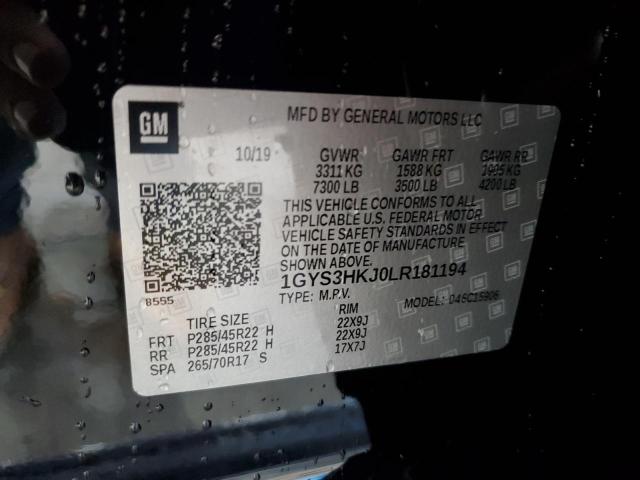 GM
MFD BY GENERAL MOTORS LLC
10/19 GVWR GAWR FRT GAWR RR
3311 KG 1588 KG 1905 KG
7300 LB 3500 LB 4200 LB
THIS VEHICLE CONFORMS TO ALL
APPLICABLE U.S. FEDERAL MOTOR
VEHICLE SAFETY STANDARDS IN EFFECT
ON THE DATE OF MANUFACTURE
SHOWN ABOVE.
1GYS3HKJ0LR181194
8555
TYPE: M.P.V. MODEL: 046C15906
TIRE SIZE RIM
FRT P285/45R22 H 22X9J
RR P285/45R22 H 22X9J
SPA 265/70R17 S 17X7J